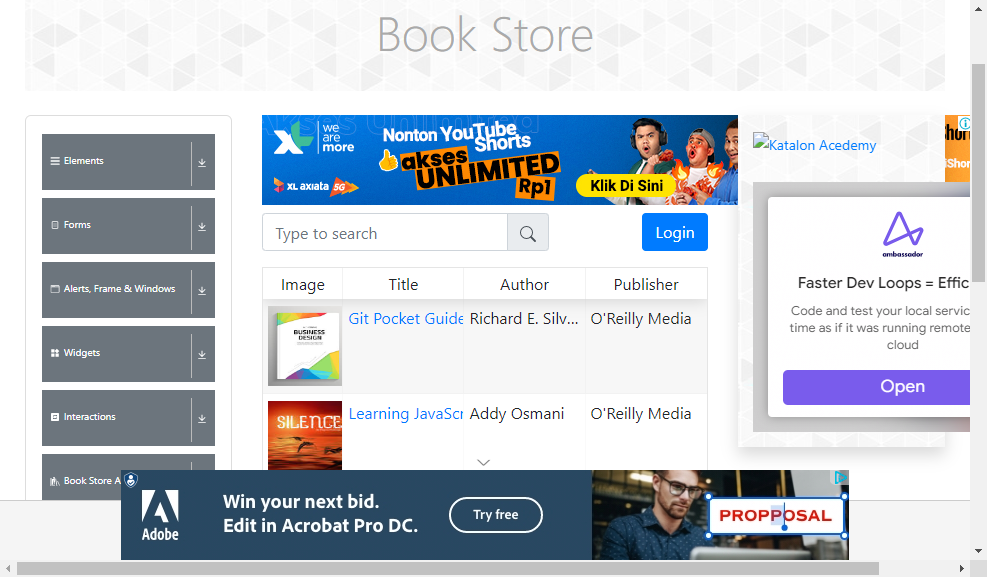 Book Store
Elements
Forms
Alerts, Frame & Windows
Widgets
Interactions
Book Store A
XL
we
are
more
xl axiata 5G
Nonton YouTube
Shorts
akses
UNLIMITED
Rp1
Klik Di Sini
Katalon Acedemy
Type to search
Login
Image Title Author Publisher
BUSINESS
DESIGN
Git Pocket Guide Richard E. Silv... O'Reilly Media
SILENCE
Learning JavaScr Addy Osmani O'Reilly Media
ambassador
Faster Dev Loops = Effic
Code and test your local servic
time as if it was running remote
cloud
Open
Adobe
Win your next bid.
Edit in Acrobat Pro DC.
Try free
PROPPOSAL